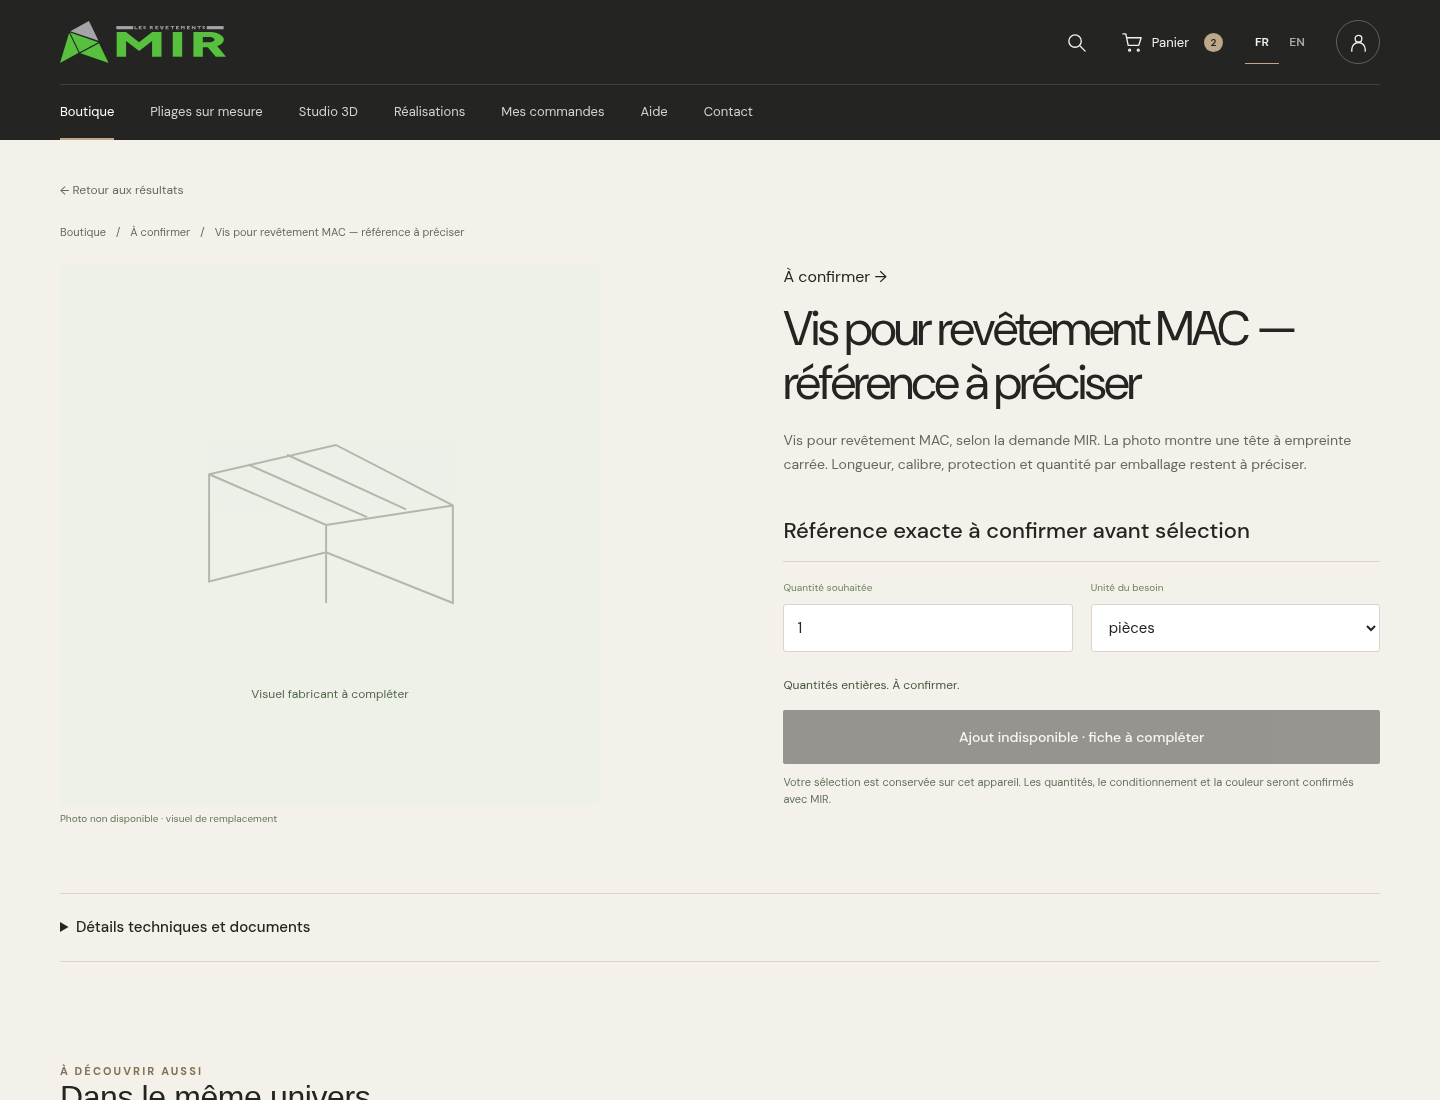 LES REVÊTEMENTS
MIR
Panier 2 FR EN
Boutique Pliages sur mesure Studio 3D Réalisations Mes commandes Aide Contact
← Retour aux résultats
Boutique / À confirmer / Vis pour revêtement MAC — référence à préciser
À confirmer →
Vis pour revêtement MAC —
référence à préciser
Vis pour revêtement MAC, selon la demande MIR. La photo montre une tête à empreinte
carrée. Longueur, calibre, protection et quantité par emballage restent à préciser.
Référence exacte à confirmer avant sélection
Quantité souhaitée Unité du besoin
1 pièces
Quantités entières. À confirmer.
Ajout indisponible · fiche à compléter
Votre sélection est conservée sur cet appareil. Les quantités, le conditionnement et la couleur seront confirmés
avec MIR.
Visuel fabricant à compléter
Photo non disponible · visuel de remplacement
Détails techniques et documents
À DÉCOUVRIR AUSSI
Dans le même univers